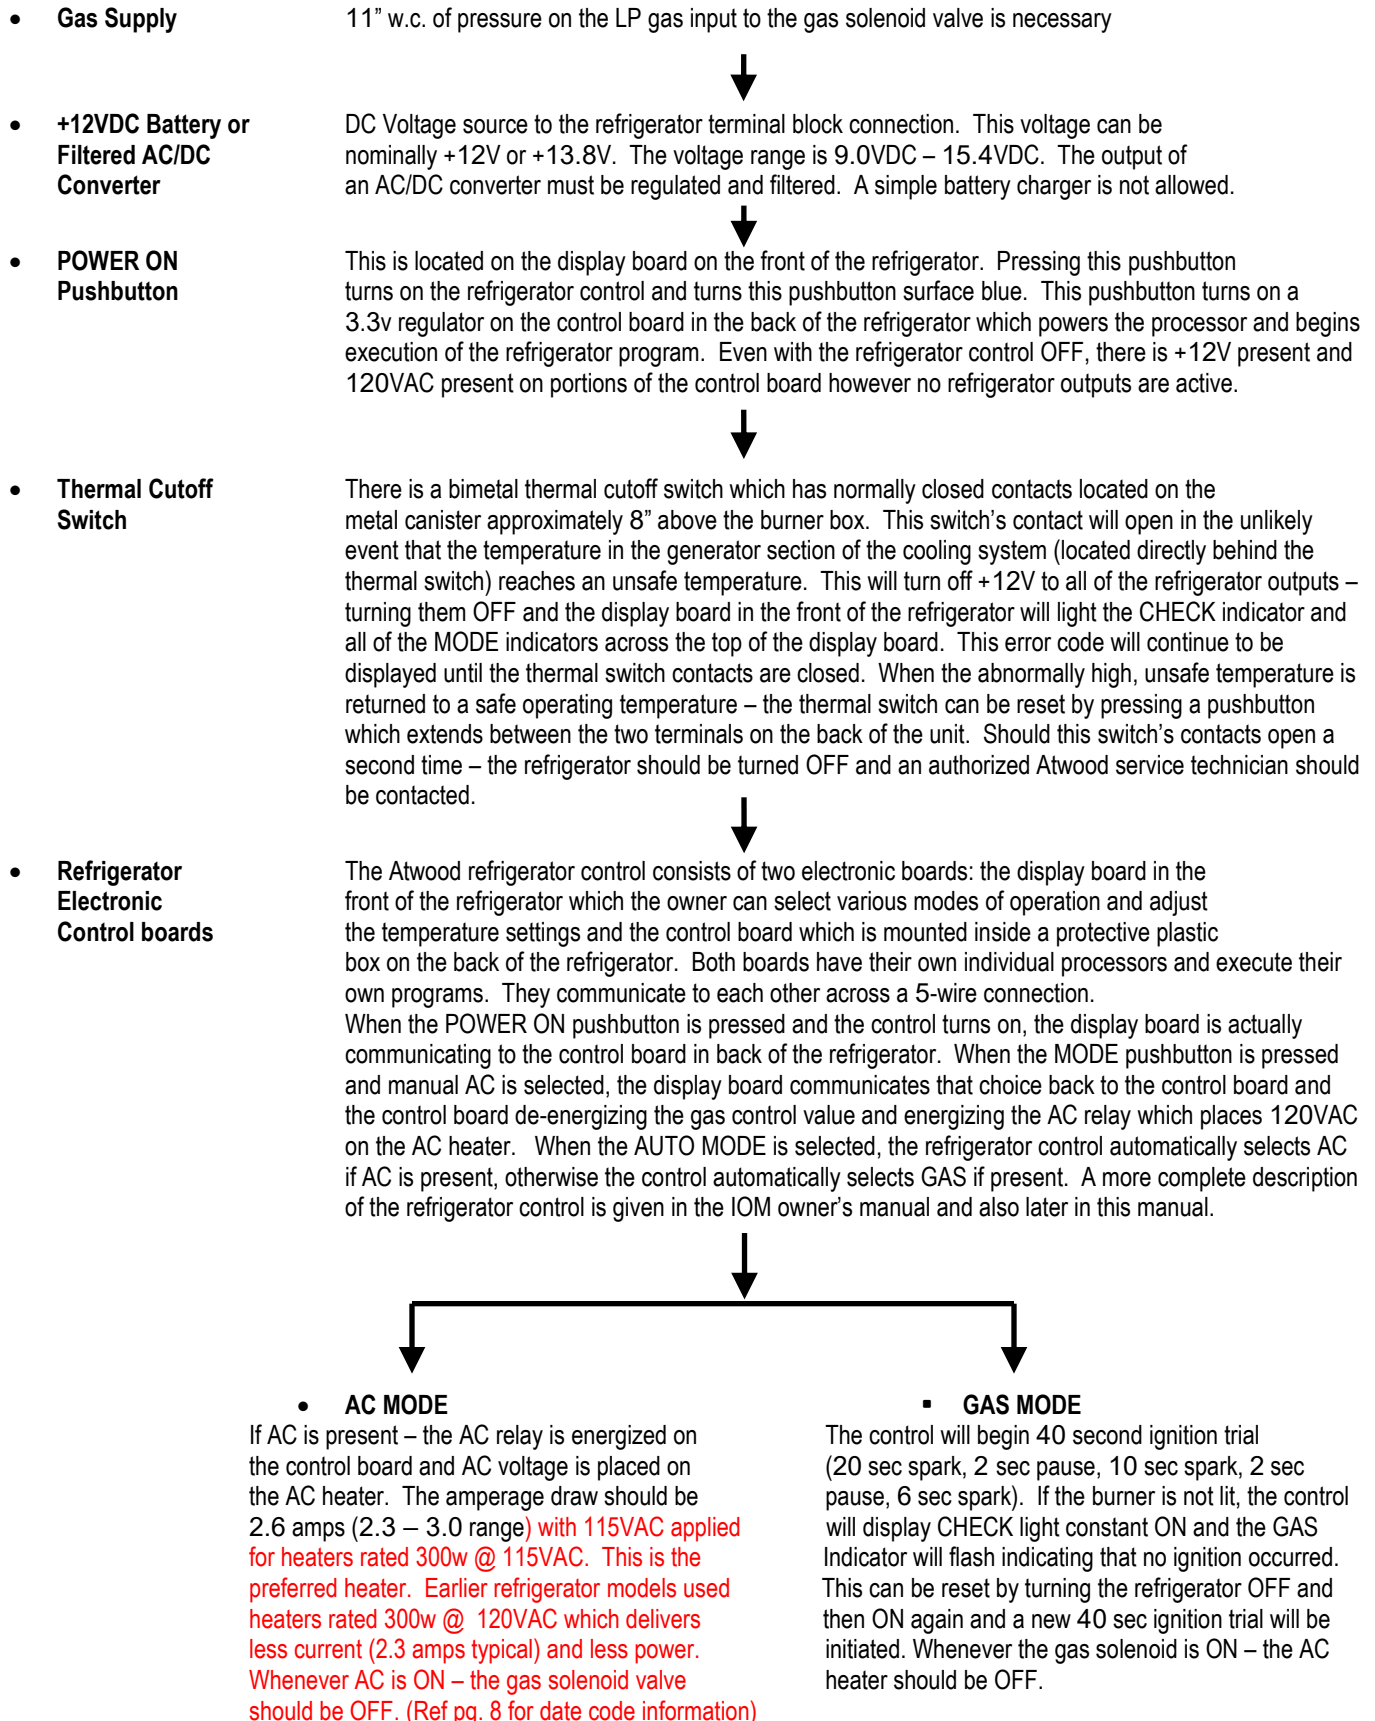 • Gas Supply 11” w.c. of pressure on the LP gas input to the gas solenoid valve is necessary
• +12VDC Battery or
Filtered AC/DC
Converter
DC Voltage source to the refrigerator terminal block connection. This voltage can be
nominally +12V or +13.8V. The voltage range is 9.0VDC – 15.4VDC. The output of
an AC/DC converter must be regulated and filtered. A simple battery charger is not allowed.
• POWER ON
Pushbutton
This is located on the display board on the front of the refrigerator. Pressing this pushbutton
turns on the refrigerator control and turns this pushbutton surface blue. This pushbutton turns on a
3.3v regulator on the control board in the back of the refrigerator which powers the processor and begins
execution of the refrigerator program. Even with the refrigerator control OFF, there is +12V present and
120VAC present on portions of the control board however no refrigerator outputs are active.
• Thermal Cutoff
Switch
There is a bimetal thermal cutoff switch which has normally closed contacts located on the
metal canister approximately 8” above the burner box. This switch’s contact will open in the unlikely
event that the temperature in the generator section of the cooling system (located directly behind the
thermal switch) reaches an unsafe temperature. This will turn off +12V to all of the refrigerator outputs –
turning them OFF and the display board in the front of the refrigerator will light the CHECK indicator and
all of the MODE indicators across the top of the display board. This error code will continue to be
displayed until the thermal switch contacts are closed. When the abnormally high, unsafe temperature is
returned to a safe operating temperature – the thermal switch can be reset by pressing a pushbutton
which extends between the two terminals on the back of the unit. Should this switch’s contacts open a
second time – the refrigerator should be turned OFF and an authorized Atwood service technician should
be contacted.
• Refrigerator
Electronic
Control boards
The Atwood refrigerator control consists of two electronic boards: the display board in the
front of the refrigerator which the owner can select various modes of operation and adjust
the temperature settings and the control board which is mounted inside a protective plastic
box on the back of the refrigerator. Both boards have their own individual processors and execute their
own programs. They communicate to each other across a 5-wire connection.
When the POWER ON pushbutton is pressed and the control turns on, the display board is actually
communicating to the control board in back of the refrigerator. When the MODE pushbutton is pressed
and manual AC is selected, the display board communicates that choice back to the control board and
the control board de-energizing the gas control value and energizing the AC relay which places 120VAC
on the AC heater. When the AUTO MODE is selected, the refrigerator control automatically selects AC
if AC is present, otherwise the control automatically selects GAS if present. A more complete description
of the refrigerator control is given in the IOM owner’s manual and also later in this manual.
• AC MODE
If AC is present – the AC relay is energized on
the control board and AC voltage is placed on
the AC heater. The amperage draw should be
2.6 amps (2.3 – 3.0 range) with 115VAC applied
for heaters rated 300w @ 115VAC. This is the
preferred heater. Earlier refrigerator models used
heaters rated 300w @ 120VAC which delivers
less current (2.3 amps typical) and less power.
Whenever AC is ON – the gas solenoid valve
should be OFF. (Ref pg. 8 for date code information)
▪ GAS MODE
The control will begin 40 second ignition trial
(20 sec spark, 2 sec pause, 10 sec spark, 2 sec
pause, 6 sec spark). If the burner is not lit, the control
will display CHECK light constant ON and the GAS
Indicator will flash indicating that no ignition occurred.
This can be reset by turning the refrigerator OFF and
then ON again and a new 40 sec ignition trial will be
initiated. Whenever the gas solenoid is ON – the AC
heater should be OFF.